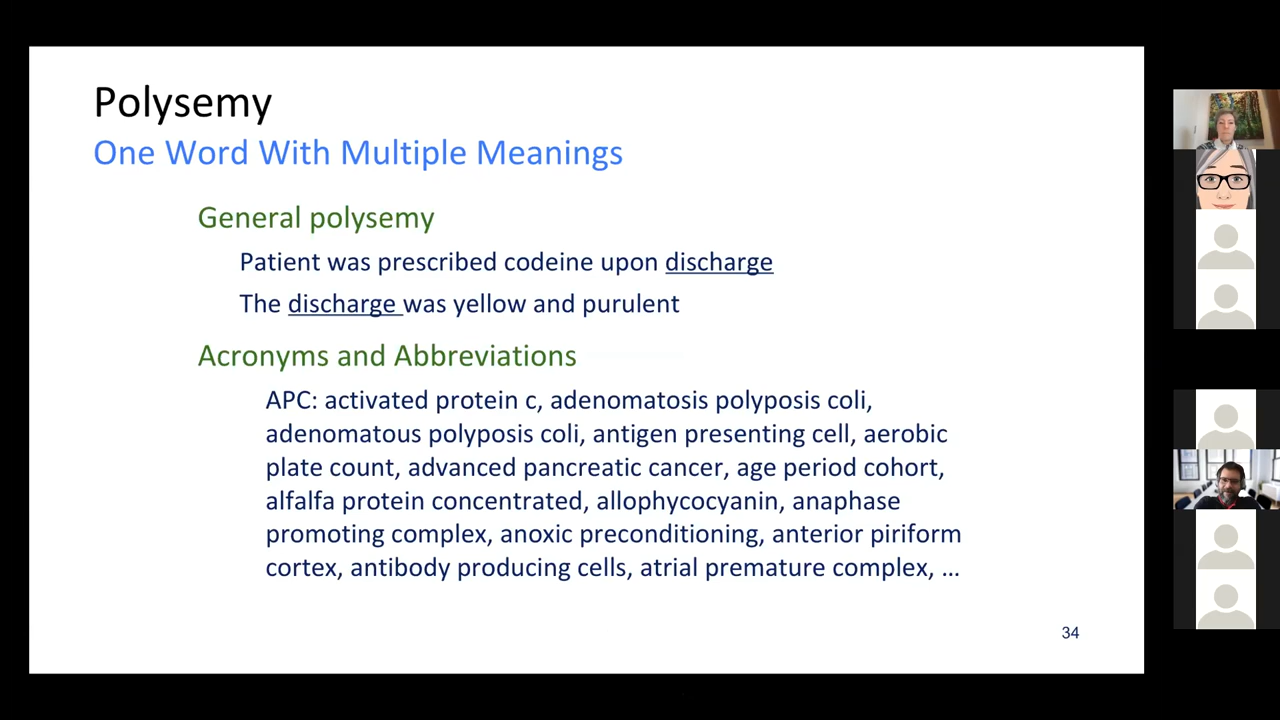 Polysemy
One Word With Multiple Meanings
General polysemy
Patient was prescribed codeine upon discharge
The discharge was yellow and purulent
Acronyms and Abbreviations
APC: activated protein c, adenomatosis polyposis coli,
adenomatous polyposis coli, antigen presenting cell, aerobic
plate count, advanced pancreatic cancer, age period cohort,
alfalfa protein concentrated, allophycocyanin, anaphase
promoting complex, anoxic preconditioning, anterior piriform
cortex, antibody producing cells, atrial premature complex, …
34